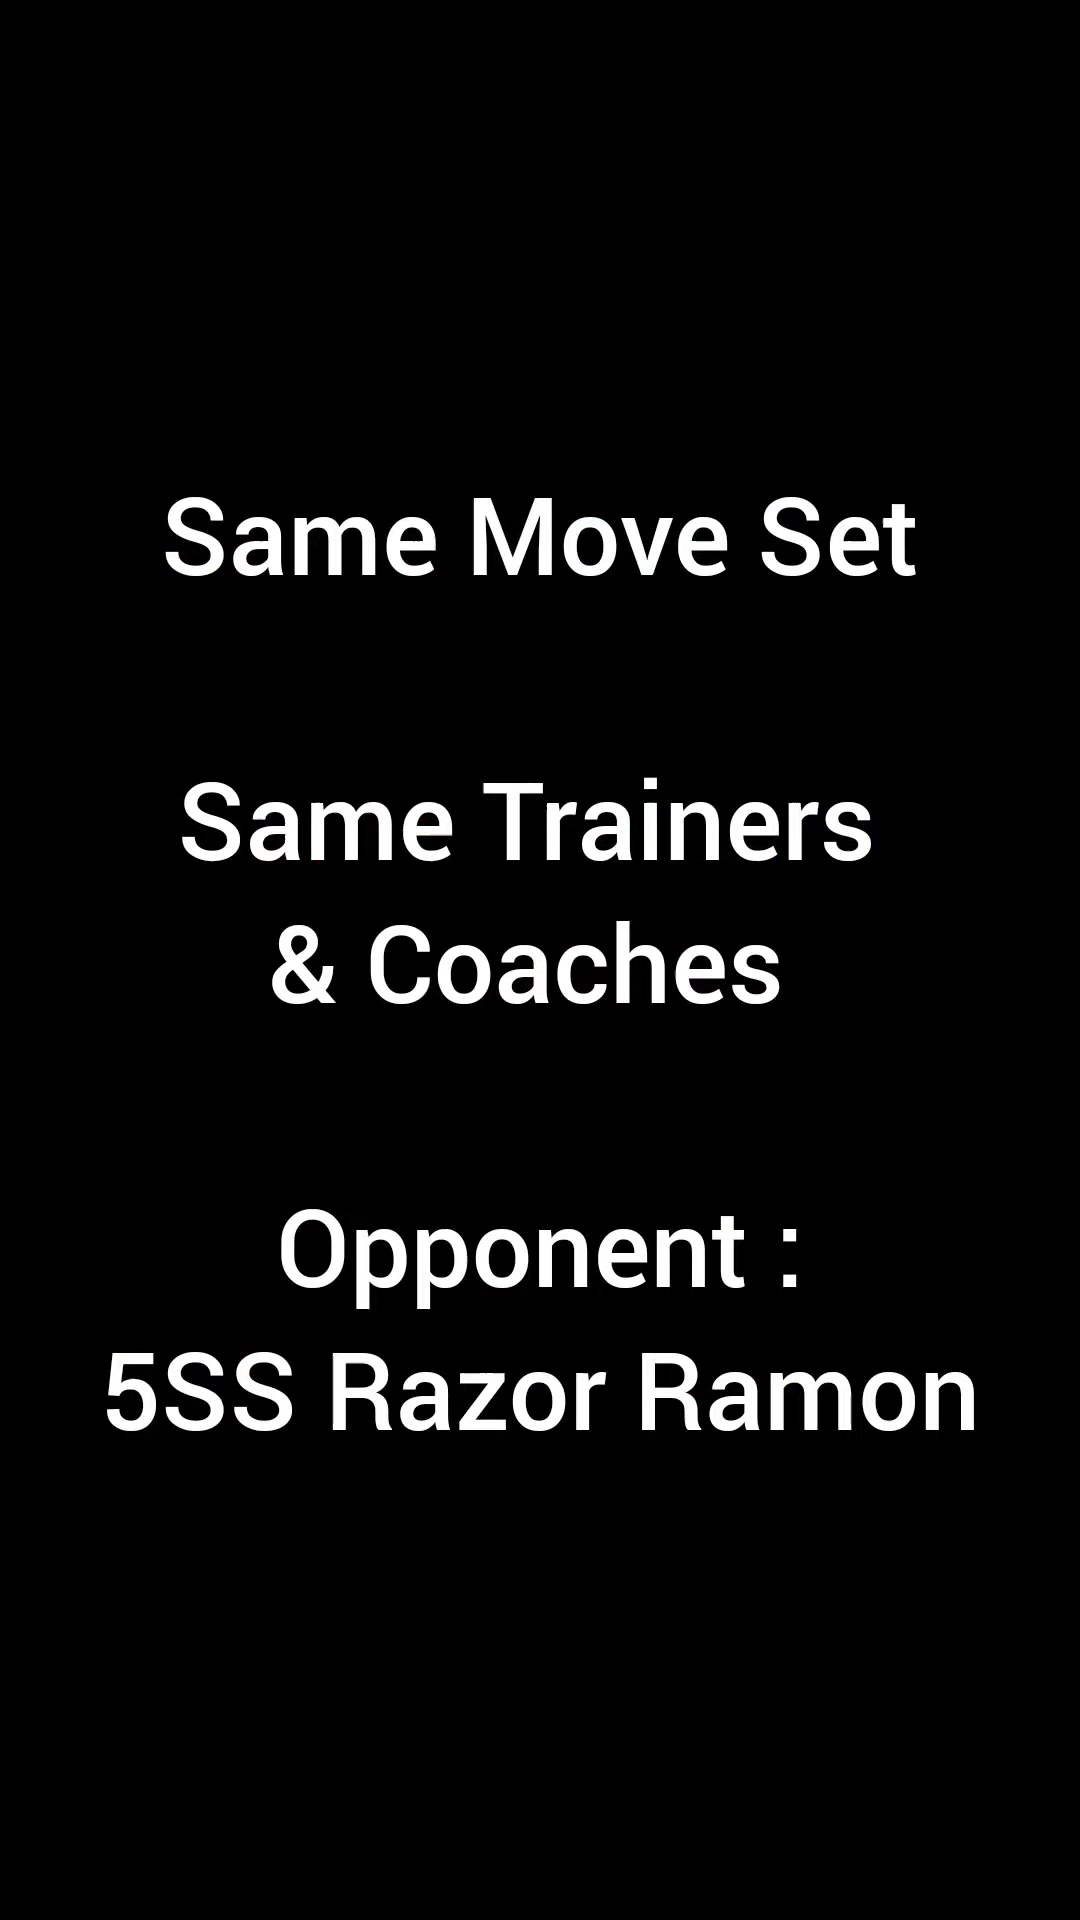 Same Move Set
Same Trainers
& Coaches
Opponent :
5SS Razor Ramon